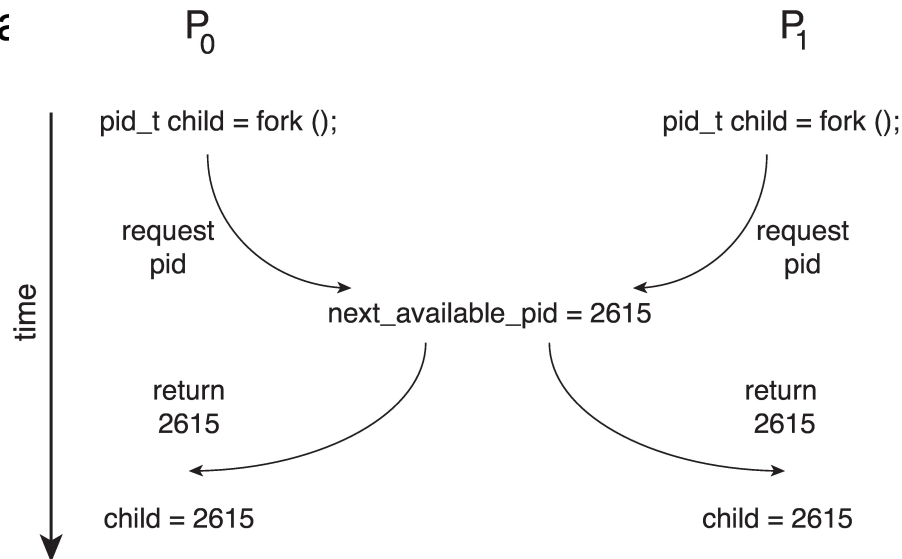 P0
P1
pid_t child = fork ();
pid_t child = fork ();
request
pid
request
pid
next_available_pid = 2615
time
return
2615
return
2615
child = 2615
child = 2615